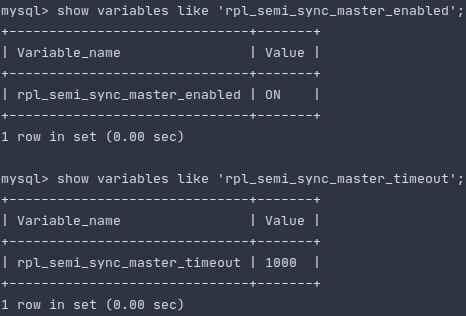 mysql> show variables like 'rpl_semi_sync_master_enabled';
+------------------------------+-------+
| Variable_name                | Value |
+------------------------------+-------+
| rpl_semi_sync_master_enabled | ON    |
+------------------------------+-------+
1 row in set (0.00 sec)

mysql> show variables like 'rpl_semi_sync_master_timeout';
+------------------------------+-------+
| Variable_name                | Value |
+------------------------------+-------+
| rpl_semi_sync_master_timeout | 1000  |
+------------------------------+-------+
1 row in set (0.00 sec)